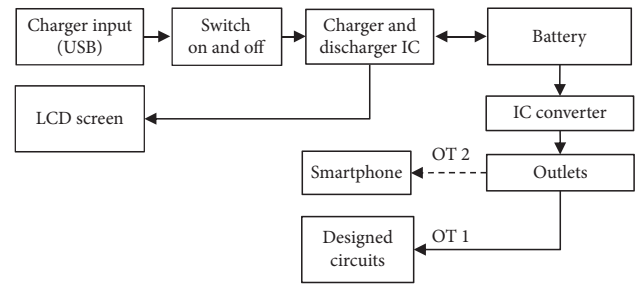 Charger input
(USB)
Switch
on and off
Charger and
discharger IC
Battery
LCD screen
IC converter
OT 2
Smartphone
Outlets
OT 1
Designed
circuits